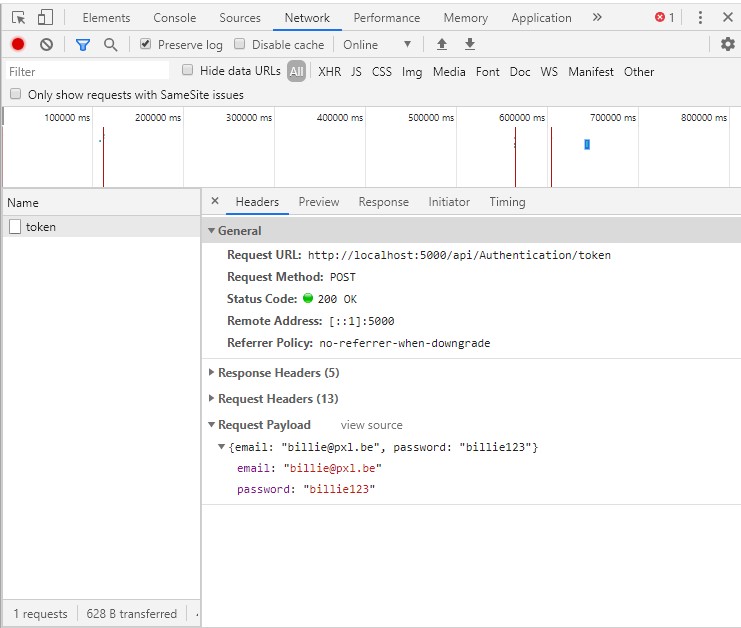 Elements Console Sources Network Performance Memory Application » 1
Preserve log Disable cache Online
Filter Hide data URLs All XHR JS CSS Img Media Font Doc WS Manifest Other
Only show requests with SameSite issues
100000 ms 200000 ms 300000 ms 400000 ms 500000 ms 600000 ms 700000 ms 800000 ms
Name
token
Headers Preview Response Initiator Timing
General
Request URL: http://localhost:5000/api/Authentication/token
Request Method: POST
Status Code: 200 OK
Remote Address: [::1]:5000
Referrer Policy: no-referrer-when-downgrade
Response Headers (5)
Request Headers (13)
Request Payload view source
{email: "billie@pxl.be", password: "billie123"}
email: "billie@pxl.be"
password: "billie123"
1 requests 628 B transferred